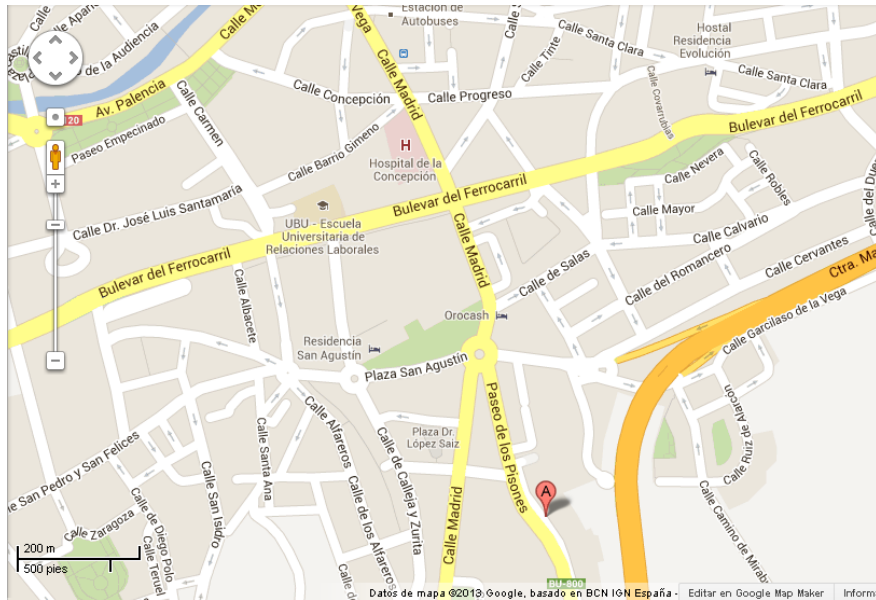 Estación de
Autobuses
Vega
Calle Tinte
Calle Santa Clara
Hostal
Residencia
Evolución
Calle Santa Clara
de la Audiencia
Av. Palencia
120
Paseo Empecinado
Calle Carmen
Calle Concepción
Calle Madrid
Calle Progreso
Calle Covarrubias
Bulevar del Ferrocarril
Calle Barrio Gimeno
H
Hospital de la
Concepción
Calle Nevera
Calle Robles
Calle Dr. José Luis Santamaría
UBU - Escuela
Universitaria de
Relaciones Laborales
Bulevar del Ferrocarril
Calle Madrid
Calle Mayor
Calle Calvario
Calle del
Bulevar del Ferrocarril
Calle Albacete
Calle de Salas
Calle del Romancero
Calle Cervantes
Ctra. Ma
Orocash
Calle Garcilaso de la Vega
Residencia
San Agustín
Plaza San Agustín
Paseo de los Pisones
Calle Alfareros
Plaza Dr.
López Saiz
Calle de Calleja y Zurita
Calle Ruiz de Alarcón
Calle San Pedro y San Felices
Calle Santa Ana
Calle San Isidro
Calle de los Alfareros
Calle Madrid
A
Calle Zaragoza
Calle de Diego Polo
Calle Teruel
Calle Camino de Mirab
200 m
500 pies
BU-800
Datos de mapa ©2013 Google, basado en BCN IGN España -
Editar en Google Map Maker
Inform